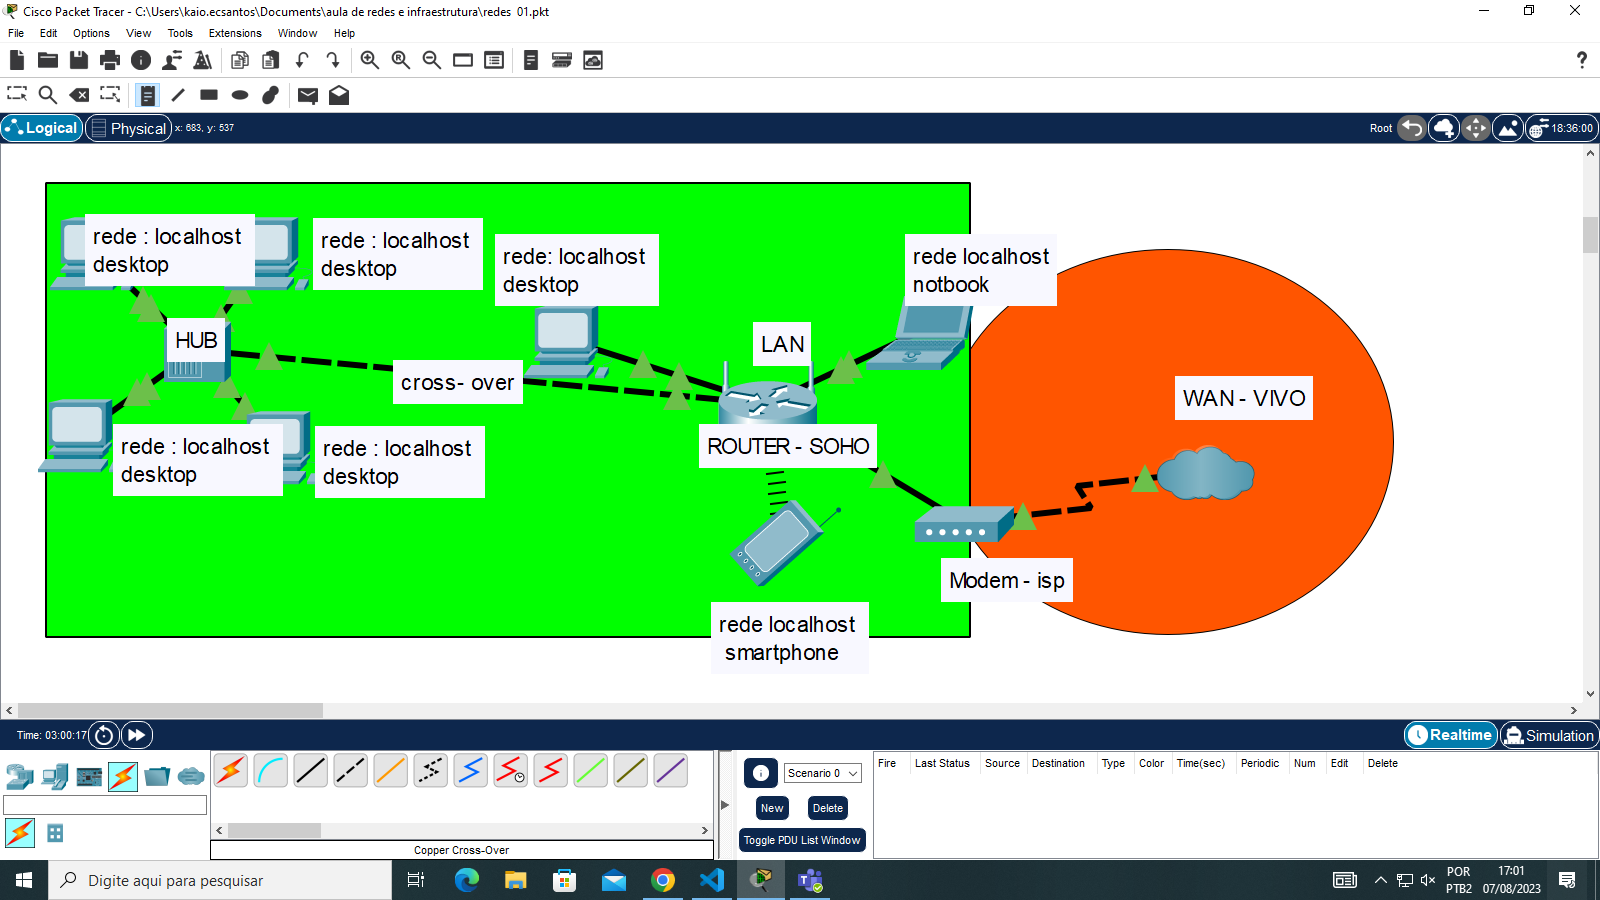 Cisco Packet Tracer - C:\Users\kaio.ecsantos\Documents\aula de redes e infraestrutura\redes 01.pkt
File Edit Options View Tools Extensions Window Help
?
Logical Physical x: 683, y: 537 Root 18:36:00
rede : localhost
desktop
rede : localhost
desktop
rede: localhost
desktop
rede localhost
notbook
HUB
LAN
cross- over
WAN - VIVO
rede : localhost
desktop
rede : localhost
desktop
ROUTER - SOHO
Modem - isp
rede localhost
smartphone
Time: 03:00:17 Realtime Simulation
Scenario 0
New Delete
Toggle PDU List Window
Fire Last Status Source Destination Type Color Time(sec) Periodic Num Edit Delete
Copper Cross-Over
Digite aqui para pesquisar
POR
PTB2
17:01
07/08/2023